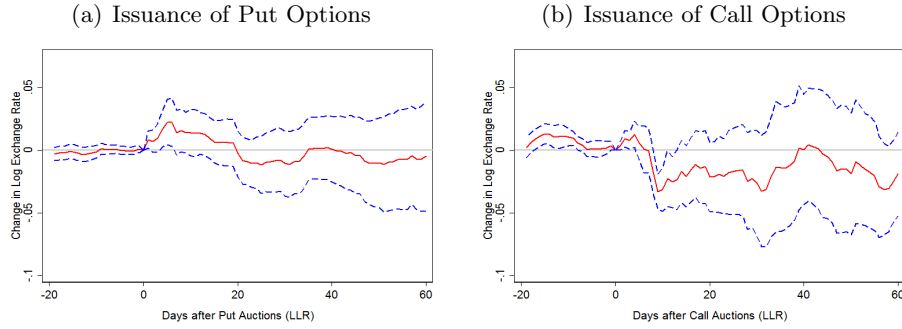 (a) Issuance of Put Options
(b) Issuance of Call Options
Change in Log Exchange Rate
.05
0
-.05
-.1
-20 0 20 40 60
Days after Put Auctions (LLR)
Change in Log Exchange Rate
.05
0
-.05
-.1
-20 0 20 40 60
Days after Call Auctions (LLR)